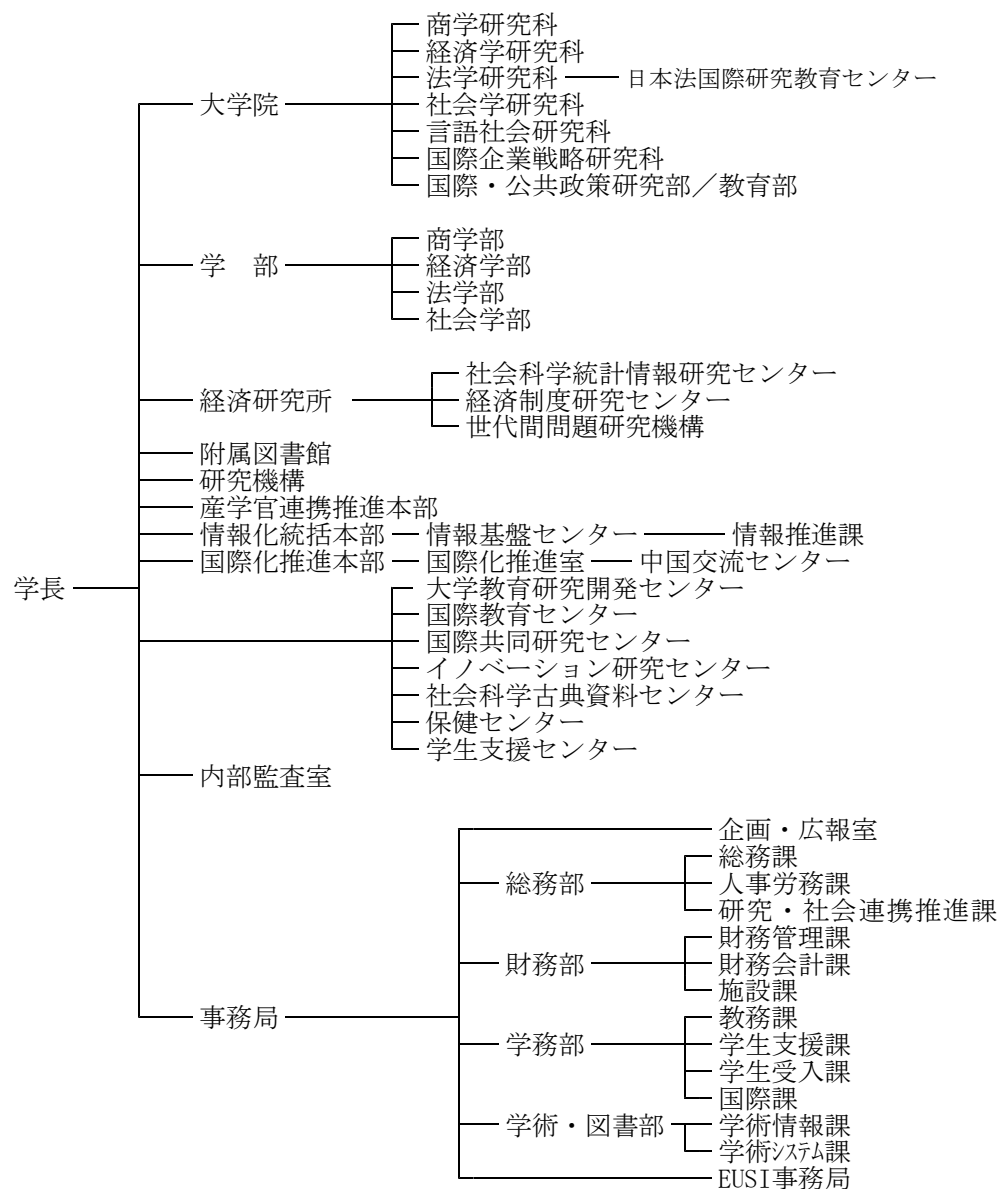 商学研究科
経済学研究科
法学研究科 日本法国際研究教育センター
大学院 社会学研究科
言語社会研究科
国際企業戦略研究科
国際・公共政策研究部／教育部
商学部
学　部 経済学部
法学部
社会学部
社会科学統計情報研究センター
経済研究所 経済制度研究センター
世代間問題研究機構
附属図書館
研究機構
産学官連携推進本部
情報化統括本部 情報基盤センター 情報推進課
国際化推進本部 国際化推進室 中国交流センター
学長 大学教育研究開発センター
国際教育センター
国際共同研究センター
イノベーション研究センター
社会科学古典資料センター
保健センター
学生支援センター
内部監査室
企画・広報室
総務課
総務部 人事労務課
研究・社会連携推進課
財務管理課
財務部 財務会計課
施設課
事務局 教務課
学務部 学生支援課
学生受入課
国際課
学術・図書部 学術情報課
学術ｼｽﾃﾑ課
EUSI事務局